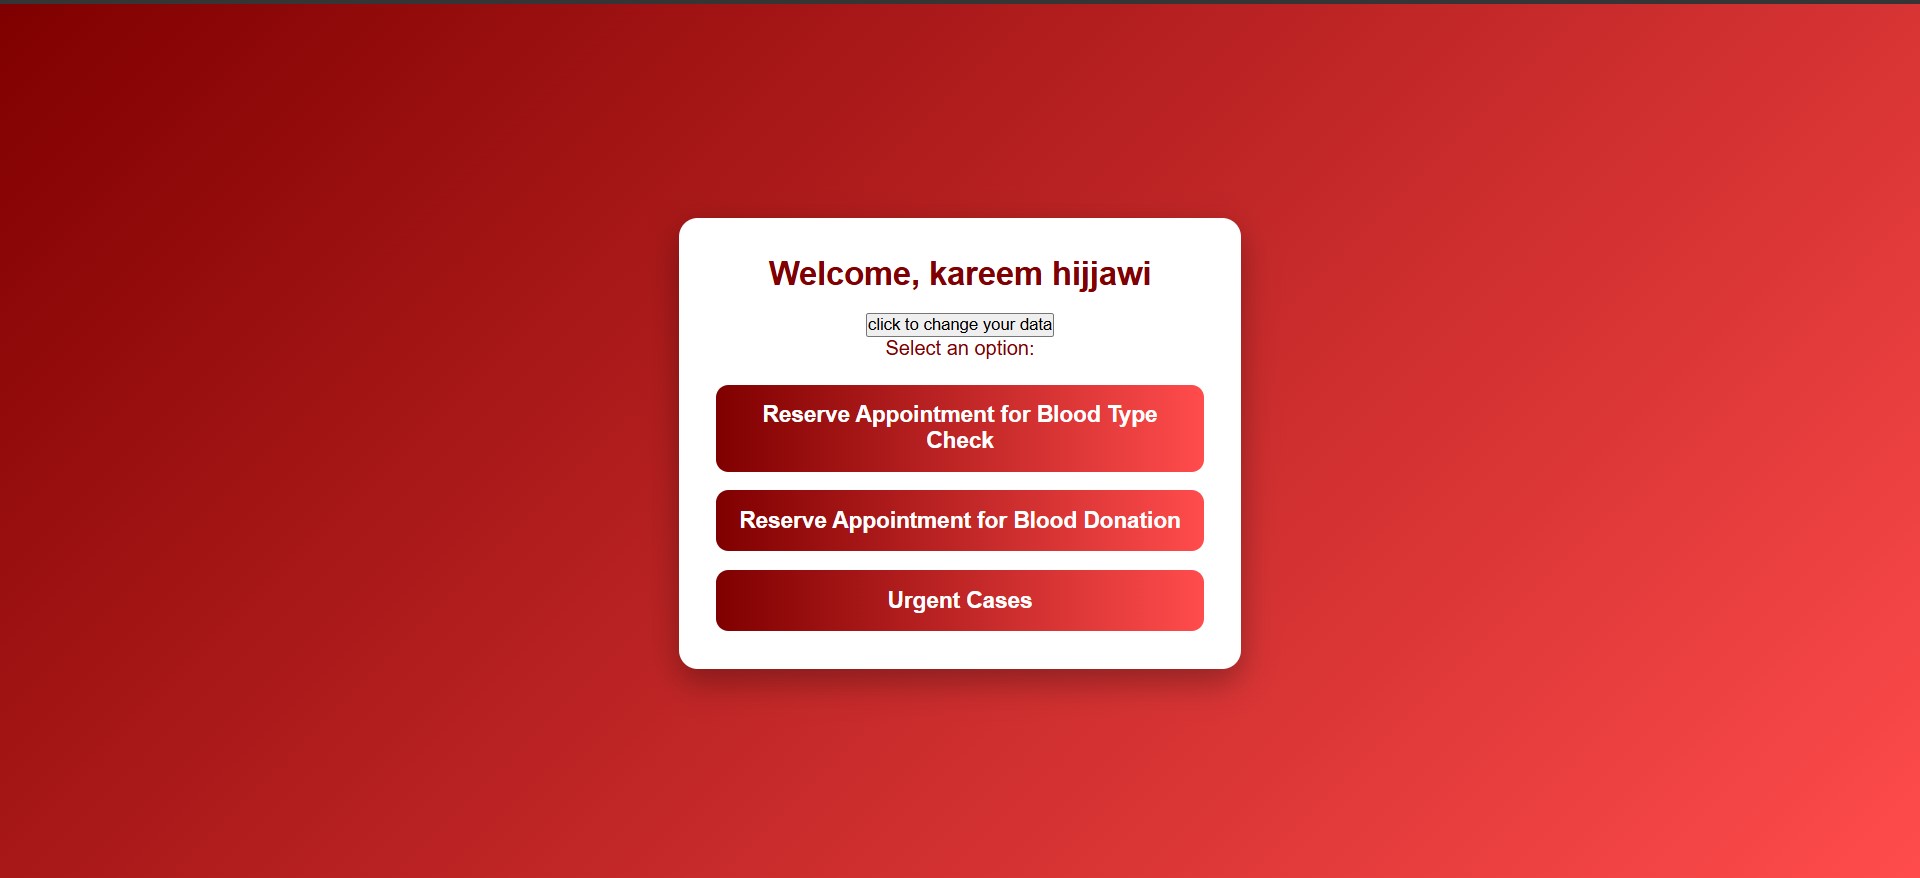 Welcome, kareem hijjawi
click to change your data
Select an option:
Reserve Appointment for Blood Type
Check
Reserve Appointment for Blood Donation
Urgent Cases